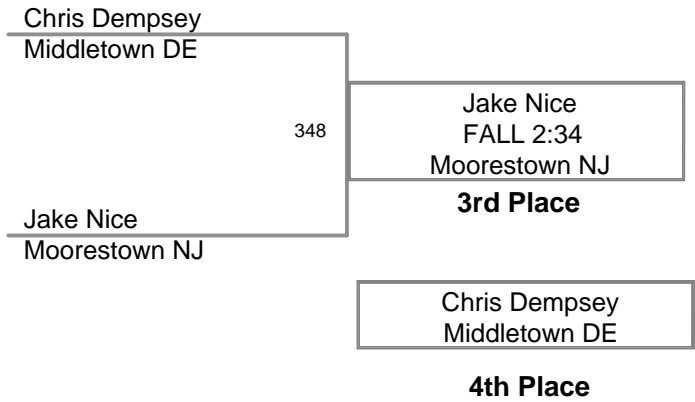 Chris Dempsey
Middletown DE
348
Jake Nice
FALL 2:34
Moorestown NJ
3rd Place
Jake Nice
Moorestown NJ
Chris Dempsey
Middletown DE
4th Place